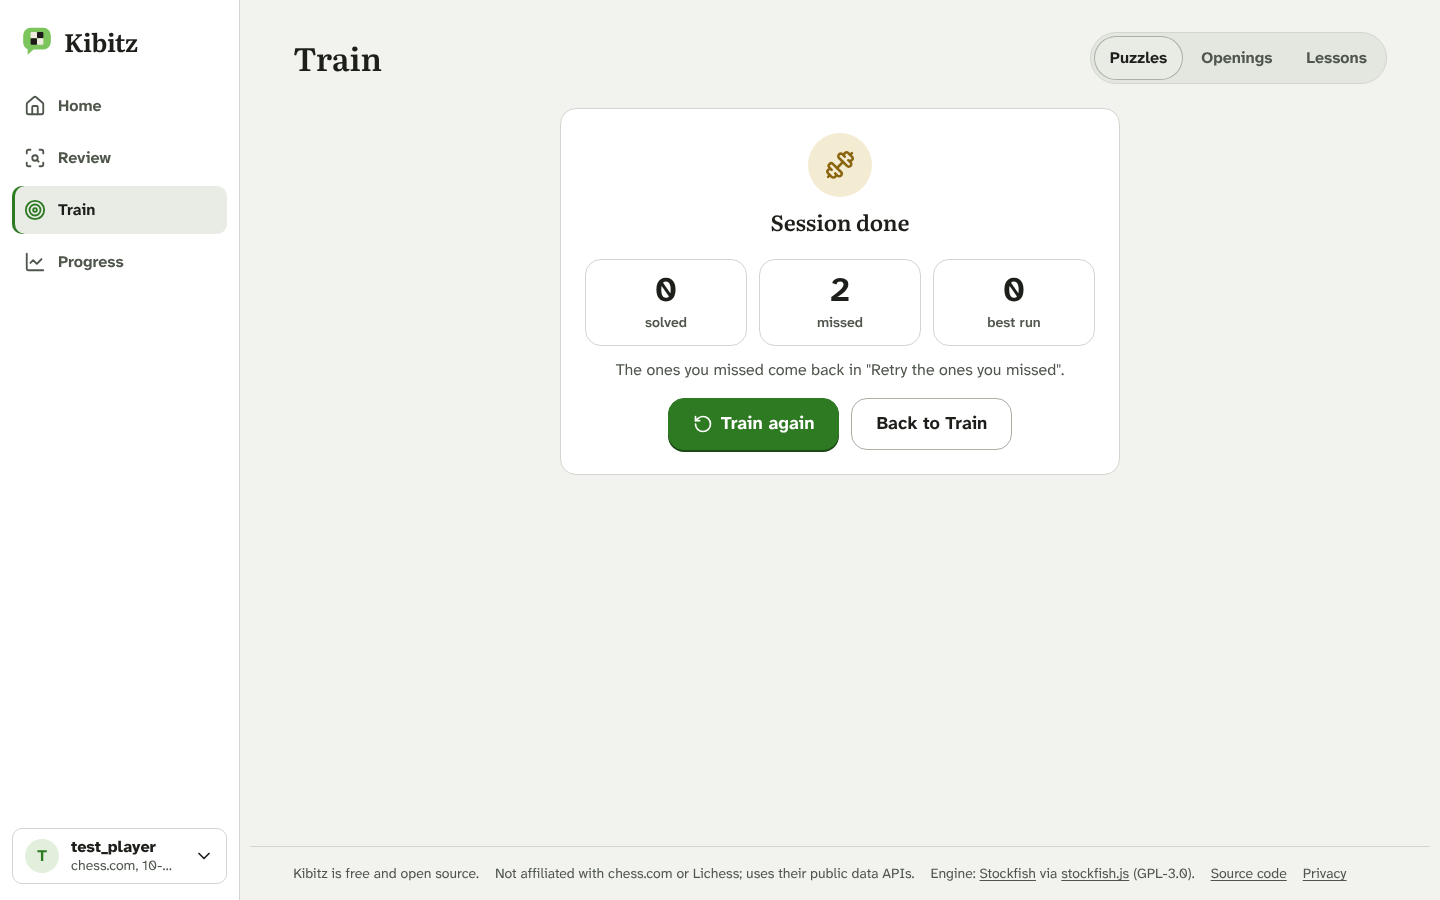 Kibitz
Home
Review
Train
Progress
T
test_player
chess.com, 10-...
Train
Puzzles
Openings
Lessons
Session done
0
solved
2
missed
0
best run
The ones you missed come back in "Retry the ones you missed".
Train again
Back to Train
Kibitz is free and open source. Not affiliated with chess.com or Lichess; uses their public data APIs. Engine: Stockfish via stockfish.js (GPL-3.0). Source code Privacy